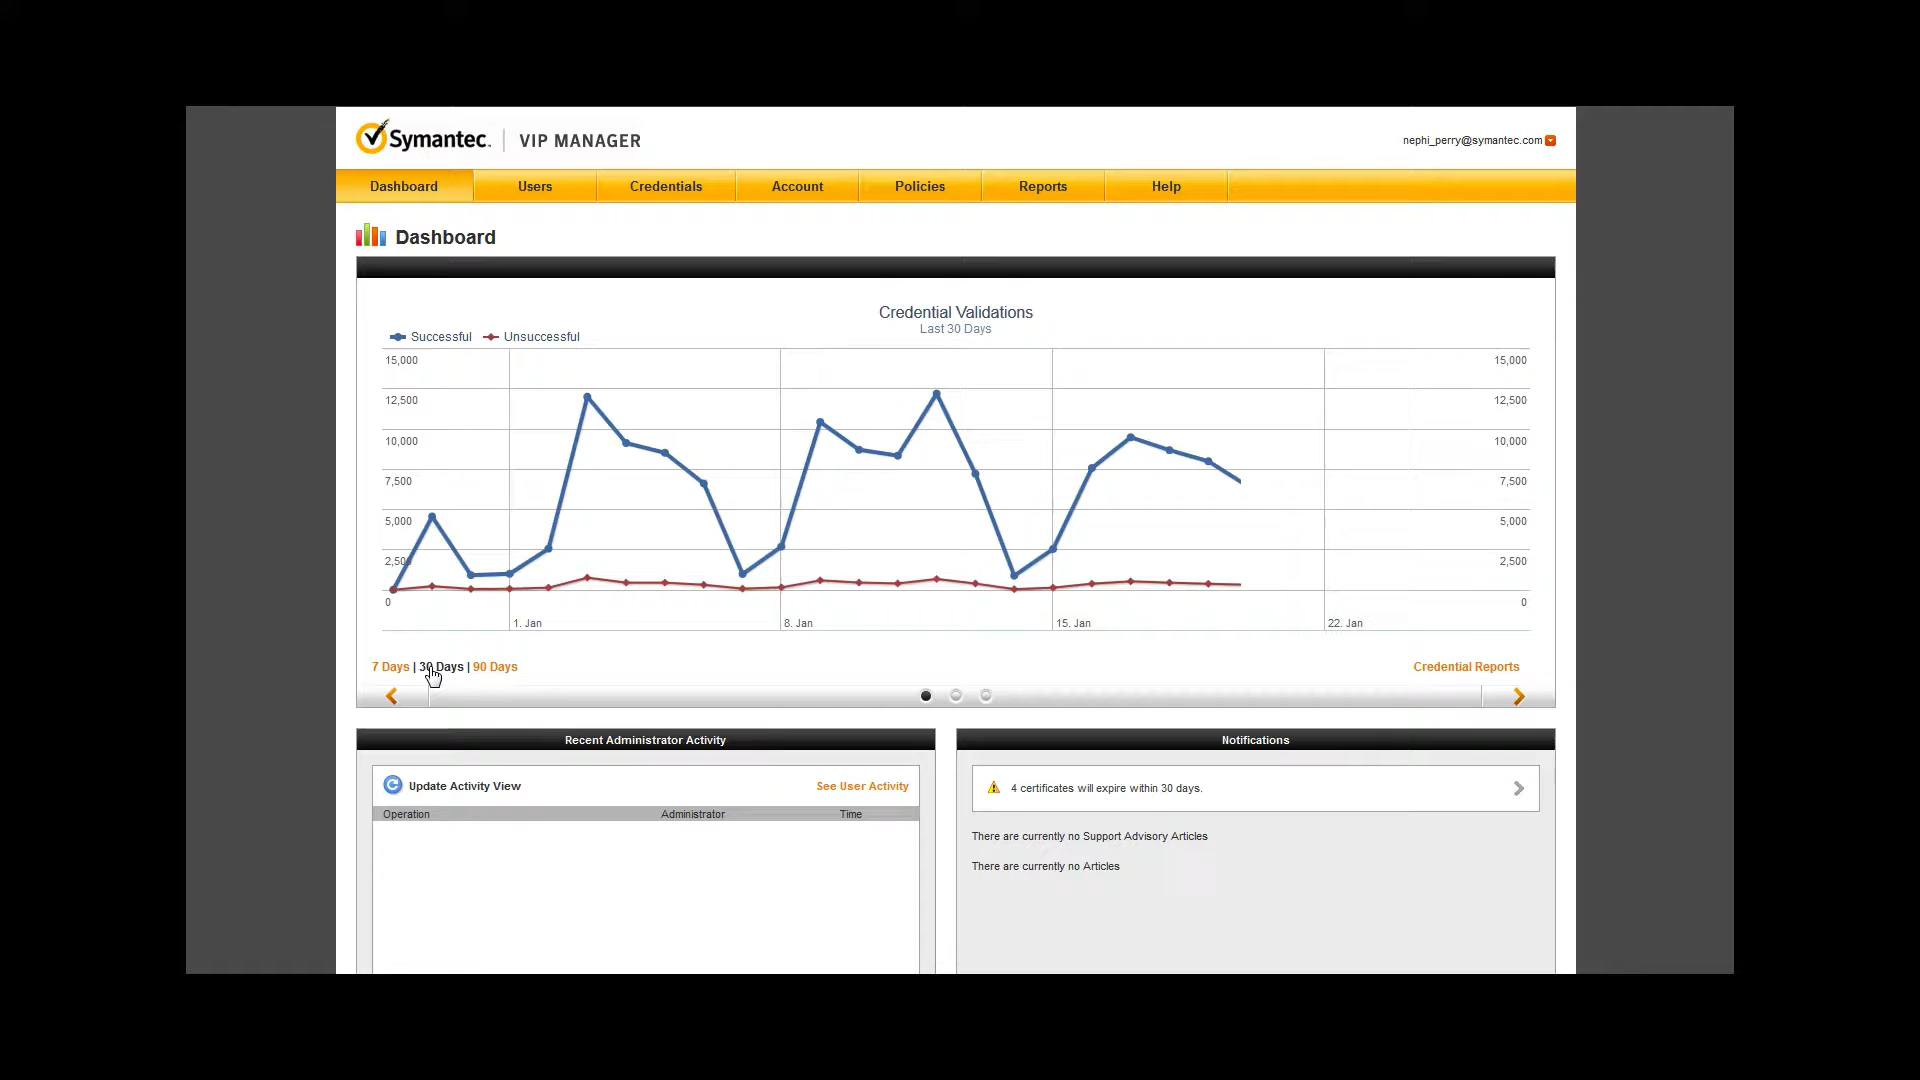 Symantec. | VIP MANAGER
nephi_perry@symantec.com
Dashboard Users Credentials Account Policies Reports Help
Dashboard
Credential Validations
Last 30 Days
Successful Unsuccessful
15,000 15,000
12,500 12,500
10,000 10,000
7,500 7,500
5,000 5,000
2,500 2,500
0 0
1. Jan 8. Jan 15. Jan 22. Jan
7 Days | 30 Days | 90 Days Credential Reports
Recent Administrator Activity
Update Activity View See User Activity
Operation Administrator Time
Notifications
4 certificates will expire within 30 days.
There are currently no Support Advisory Articles
There are currently no Articles